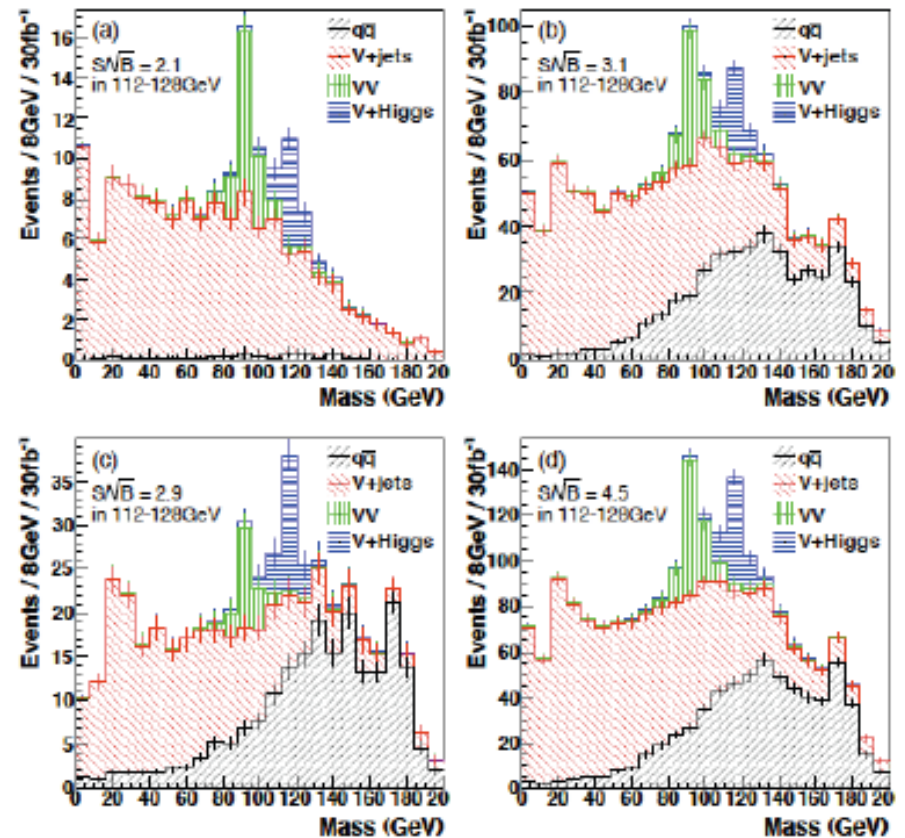 (a)
S/√B = 2.1
in 112-128GeV
qq̅
V+jets
VV
V+Higgs
Events / 8GeV / 30fb⁻¹
16
14
12
10
8
6
4
2
0
0 20 40 60 80 100 120 140 160 180 20
Mass (GeV)
(b)
S/√B = 3.1
in 112-128GeV
qq̅
V+jets
VV
V+Higgs
Events / 8GeV / 30fb⁻¹
100
80
60
40
20
0
0 20 40 60 80 100 120 140 160 180 20
Mass (GeV)
(c)
S/√B = 2.9
in 112-128GeV
qq̅
V+jets
VV
V+Higgs
Events / 8GeV / 30fb⁻¹
35
30
25
20
15
10
5
0
0 20 40 60 80 100 120 140 160 180 20
Mass (GeV)
(d)
S/√B = 4.5
in 112-128GeV
qq̅
V+jets
VV
V+Higgs
Events / 8GeV / 30fb⁻¹
140
120
100
80
60
40
20
0
0 20 40 60 80 100 120 140 160 180 20
Mass (GeV)